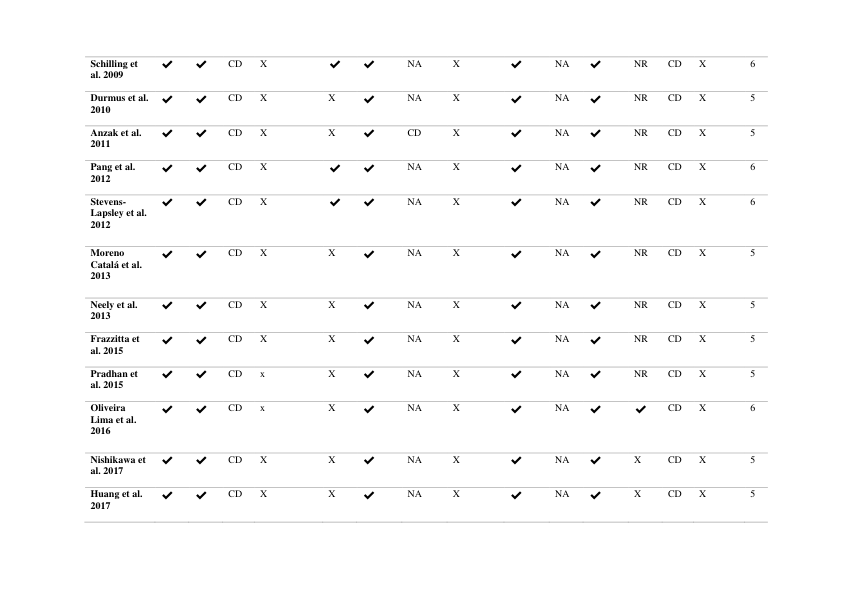 Schilling et ✔ ✔ CD X ✔ ✔ NA X ✔ NA ✔ NR CD X 6
al. 2009
Durmus et al. ✔ ✔ CD X X ✔ NA X ✔ NA ✔ NR CD X 5
2010
Anzak et al. ✔ ✔ CD X X ✔ CD X ✔ NA ✔ NR CD X 5
2011
Pang et al. ✔ ✔ CD X ✔ ✔ NA X ✔ NA ✔ NR CD X 6
2012
Stevens- ✔ ✔ CD X ✔ ✔ NA X ✔ NA ✔ NR CD X 6
Lapsley et al.
2012
Moreno ✔ ✔ CD X X ✔ NA X ✔ NA ✔ NR CD X 5
Catalá et al.
2013
Neely et al. ✔ ✔ CD X X ✔ NA X ✔ NA ✔ NR CD X 5
2013
Frazzitta et ✔ ✔ CD X X ✔ NA X ✔ NA ✔ NR CD X 5
al. 2015
Pradhan et ✔ ✔ CD x X ✔ NA X ✔ NA ✔ NR CD X 5
al. 2015
Oliveira ✔ ✔ CD x X ✔ NA X ✔ NA ✔ ✔ CD X 6
Lima et al.
2016
Nishikawa et ✔ ✔ CD X X ✔ NA X ✔ NA ✔ X CD X 5
al. 2017
Huang et al. ✔ ✔ CD X X ✔ NA X ✔ NA ✔ X CD X 5
2017